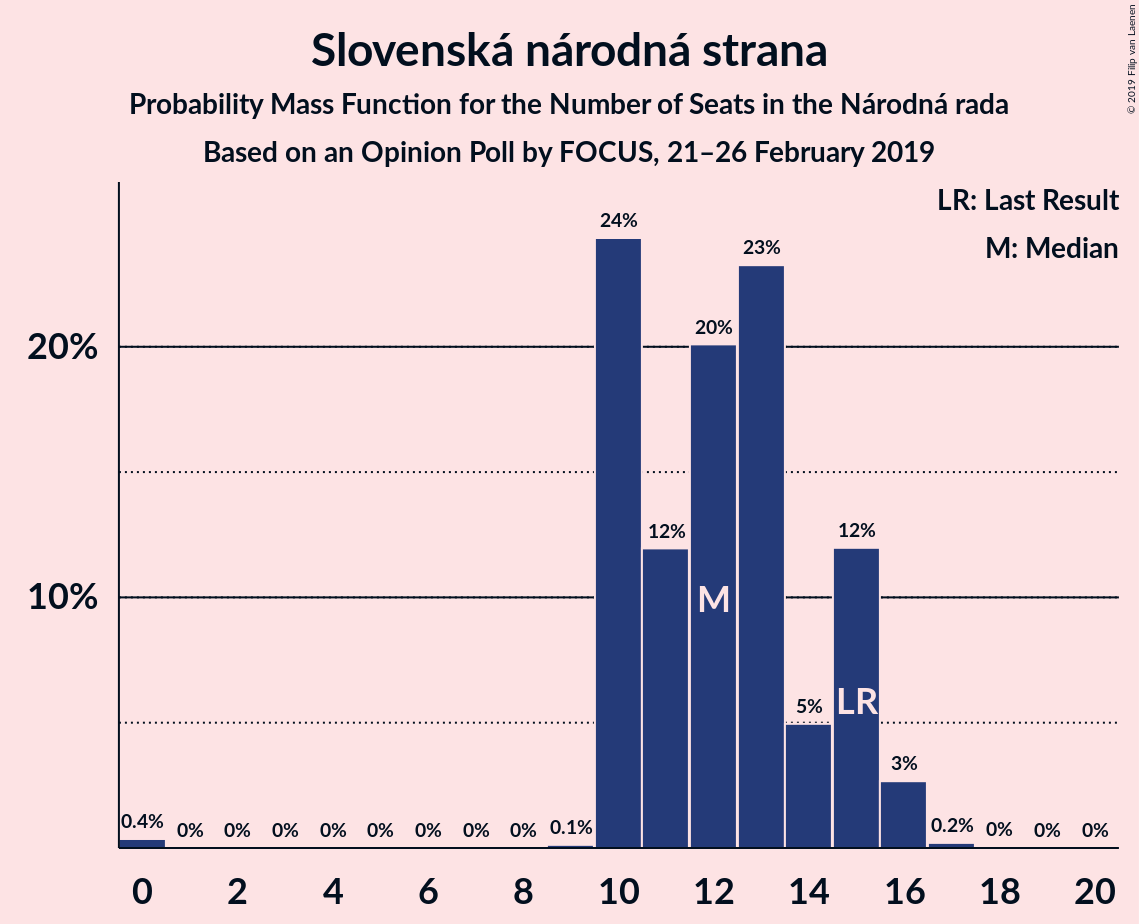 Slovenská národná strana
Probability Mass Function for the Number of Seats in the Národná rada
Based on an Opinion Poll by FOCUS, 21–26 February 2019
© 2019 Filip van Laenen
LR: Last Result
M: Median
20%
10%
0.4% 0% 0% 0% 0% 0% 0% 0% 0% 0.1% 24% 12% 20% 23% 5% 12% 3% 0.2% 0% 0% 0%
M
LR
0 2 4 6 8 10 12 14 16 18 20